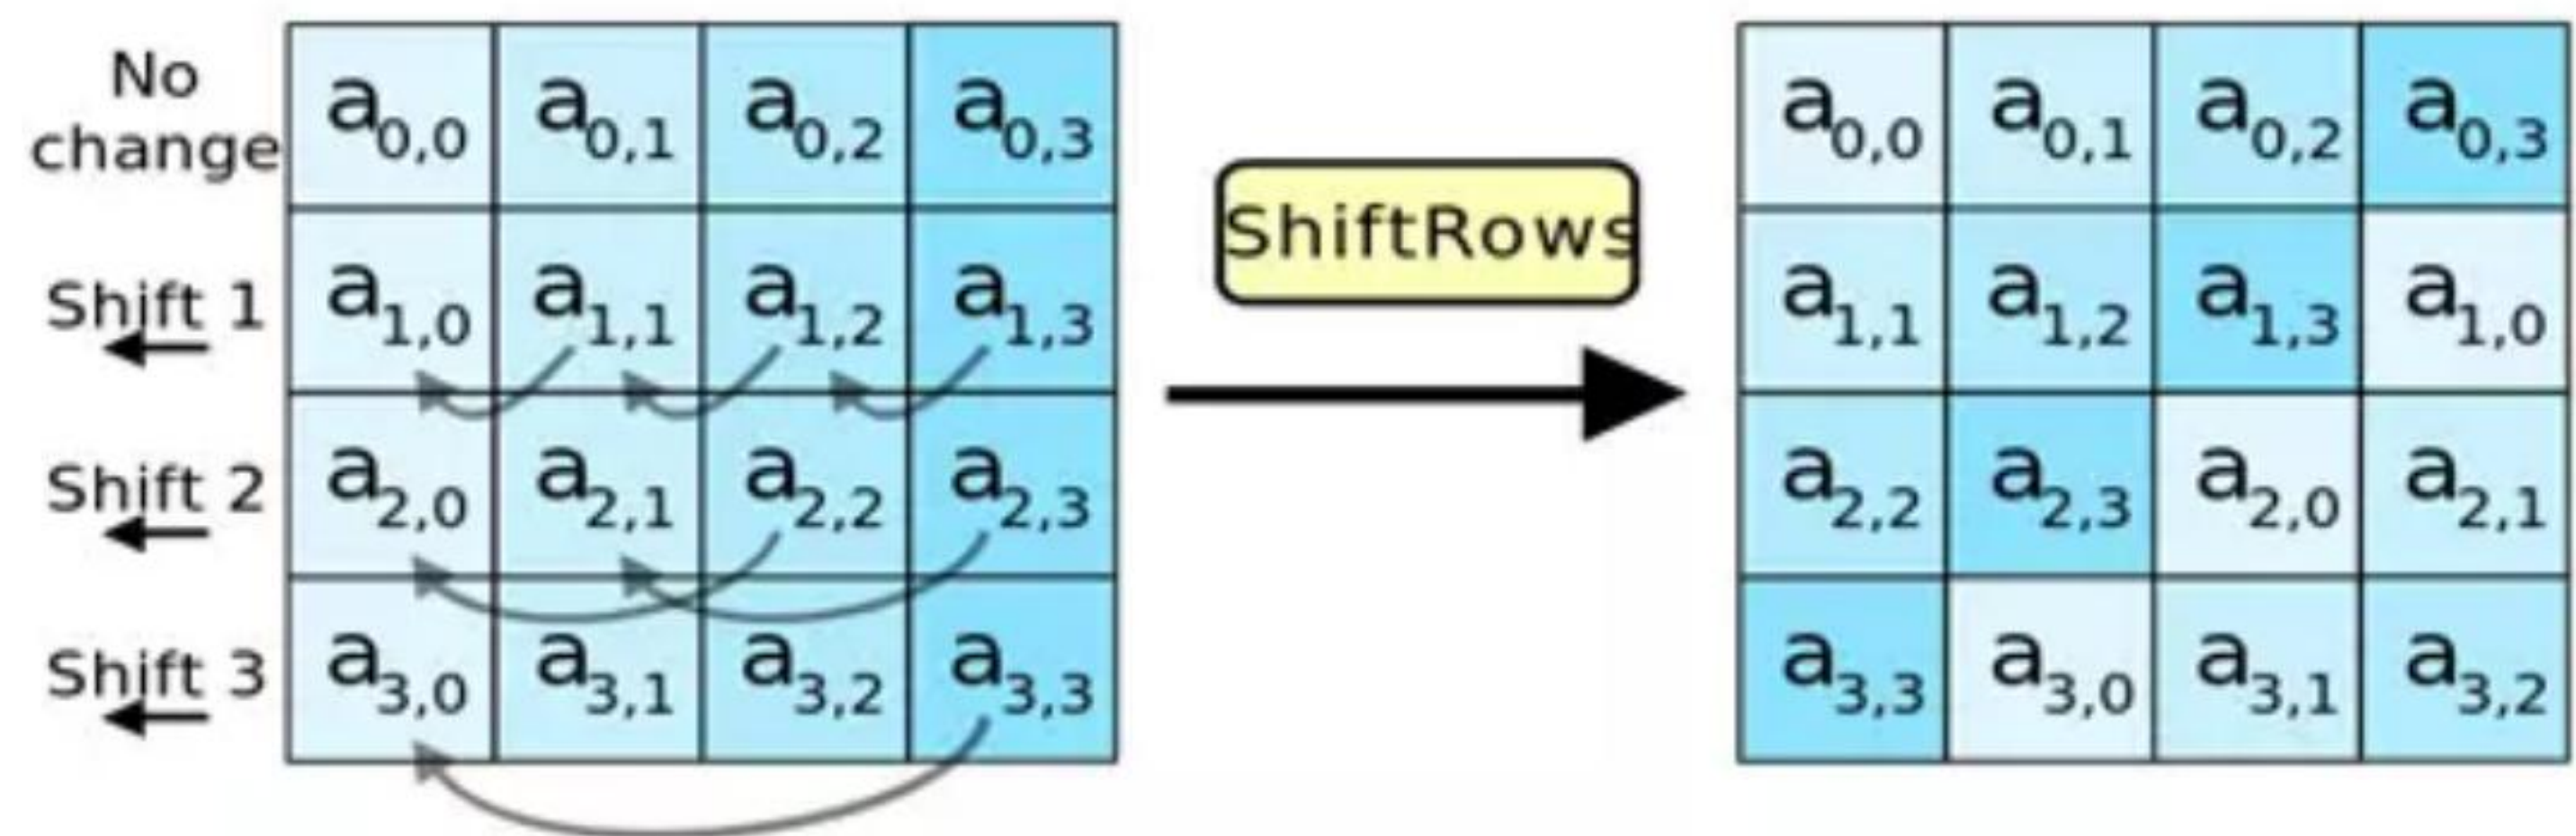 No
change
a0,0 a0,1 a0,2 a0,3
Shift 1 a1,0 a1,1 a1,2 a1,3
Shift 2 a2,0 a2,1 a2,2 a2,3
Shift 3 a3,0 a3,1 a3,2 a3,3
ShiftRows
a0,0 a0,1 a0,2 a0,3
a1,1 a1,2 a1,3 a1,0
a2,2 a2,3 a2,0 a2,1
a3,3 a3,0 a3,1 a3,2